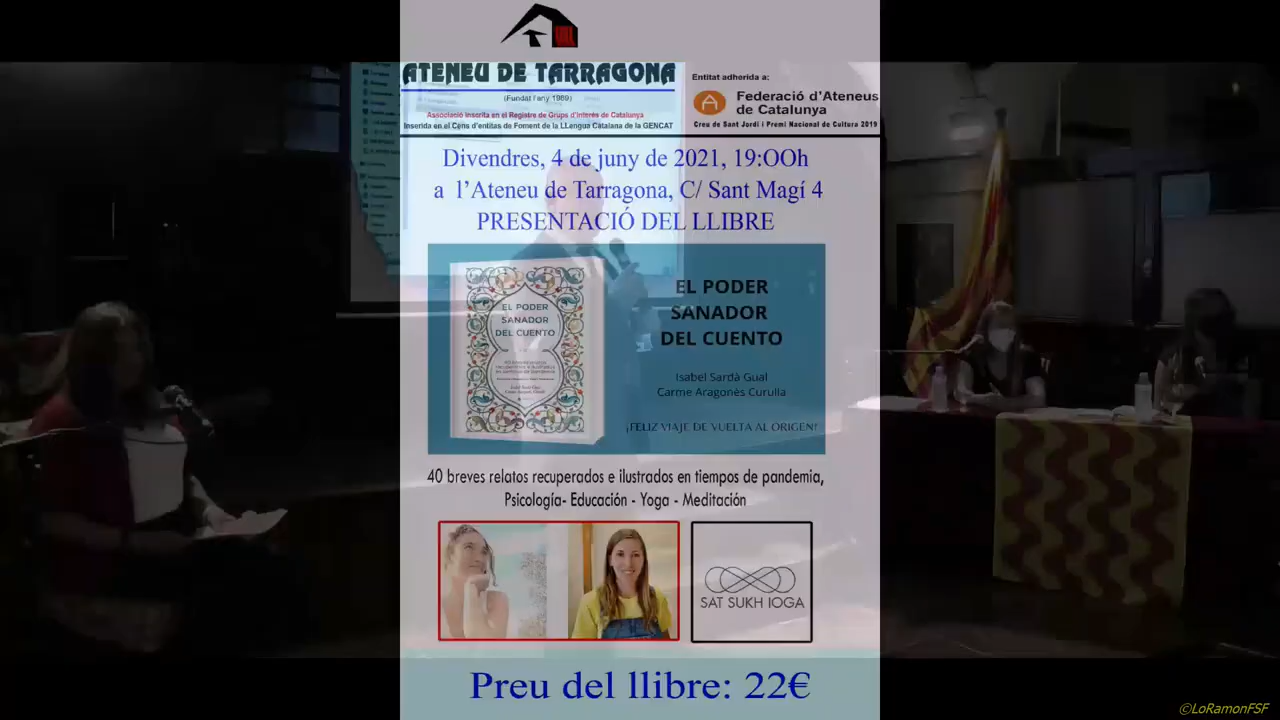 ATENEU DE TARRAGONA
(Fundat l'any 1989)
Associació inscrita en el Registre de Grups d'Interès de Catalunya
Inserida en el Cens d'entitas de Foment de la LLengua Catalana de la GENCAT
Entitat adherida a:
Federació d'Ateneus
de Catalunya
Creu de Sant Jordi i Premi Nacional de Cultura 2019
Divendres, 4 de juny de 2021, 19:OOh
a l'Ateneu de Tarragona, C/ Sant Magí 4
PRESENTACIÓ DEL LLIBRE
EL PODER
SANADOR
DEL CUENTO
EL PODER
SANADOR
DEL CUENTO
Isabel Sardà Gual
Carme Aragonès Curulla
¡FELIZ VIAJE DE VUELTA AL ORIGEN!
40 breves relatos recuperados e ilustrados en tiempos de pandemia,
Psicología- Educación - Yoga - Meditación
SAT SUKH IOGA
Preu del llibre: 22€
©LoRamonFSF